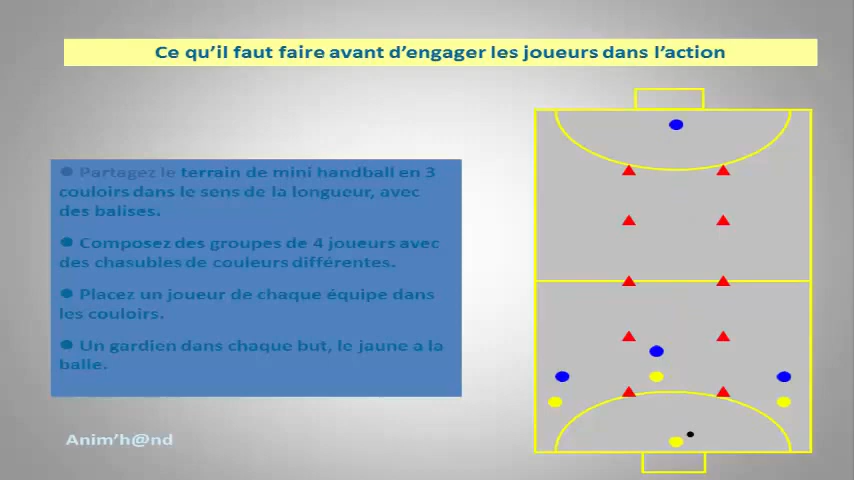 Ce qu'il faut faire avant d'engager les joueurs dans l'action
● Partagez le terrain de mini handball en 3
couloirs dans le sens de la longueur, avec
des balises.
● Composez des groupes de 4 joueurs avec
des chasubles de couleurs différentes.
● Placez un joueur de chaque équipe dans
les couloirs.
● Un gardien dans chaque but, le jaune a la
balle.
Anim'h@nd